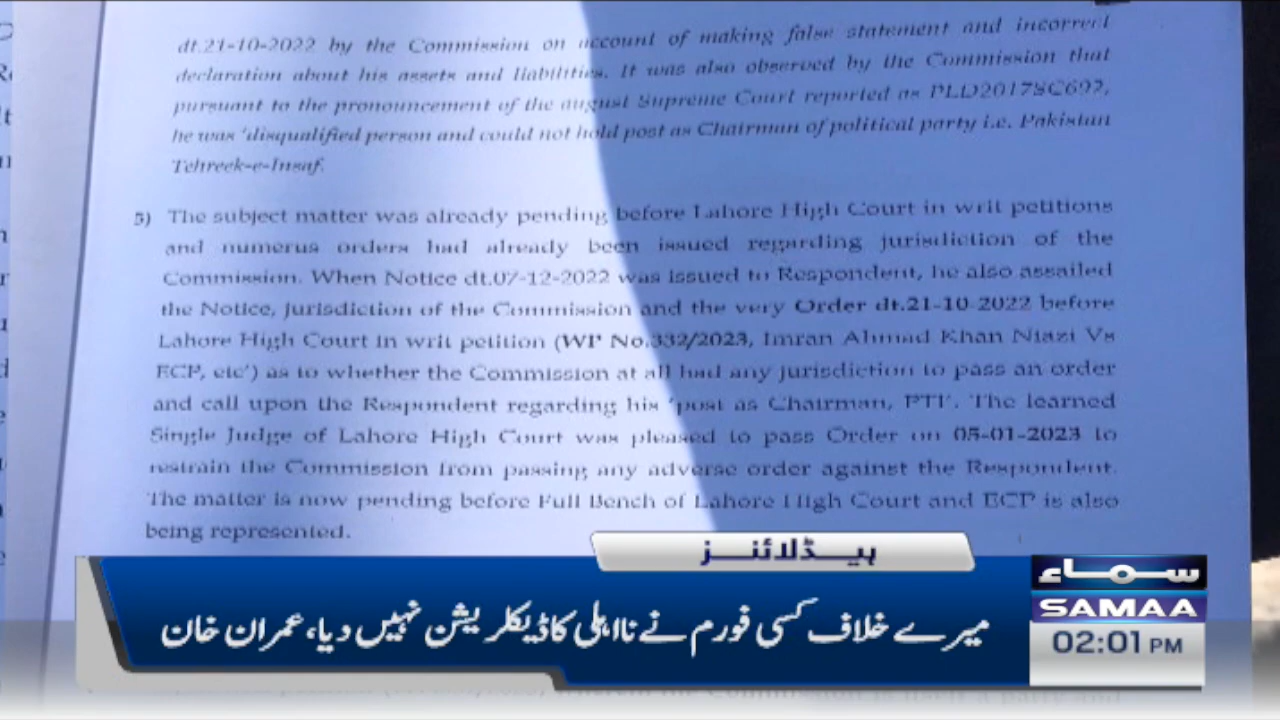 dt.21-10-2022 by the Commission on account of making false statement and incorrect
declaration about his assets and liabilities. It was also observed by the Commission that
pursuant to the pronouncement of the august Supreme Court reported as PLD2017SC692,
he was 'disqualified person and could not hold post as Chairman of political party i.e. Pakistan
Tehreek-e-Insaf.
5) The subject matter was already pending before Lahore High Court in writ petitions
and numerus orders had already been issued regarding jurisdiction of the
Commission. When Notice dt.07-12-2022 was issued to Respondent, he also assailed
the Notice, jurisdiction of the Commission and the very Order dt.21-10-2022 before
Lahore High Court in writ petition (WP No.332/2023, Imran Ahmad Khan Niazi Vs
ECP, etc') as to whether the Commission at all had any jurisdiction to pass an order
and call upon the Respondent regarding his 'post as Chairman, PTI'. The learned
Single Judge of Lahore High Court was pleased to pass Order on 05-01-2023 to
restrain the Commission from passing any adverse order against the Respondent.
The matter is now pending before Full Bench of Lahore High Court and ECP is also
being represented.
ہیڈلائنز
میرے خلاف کسی فورم نے نااہلی کا ڈیکلریشن نہیں دیا، عمران خان
سماء
SAMAA
02:01 PM